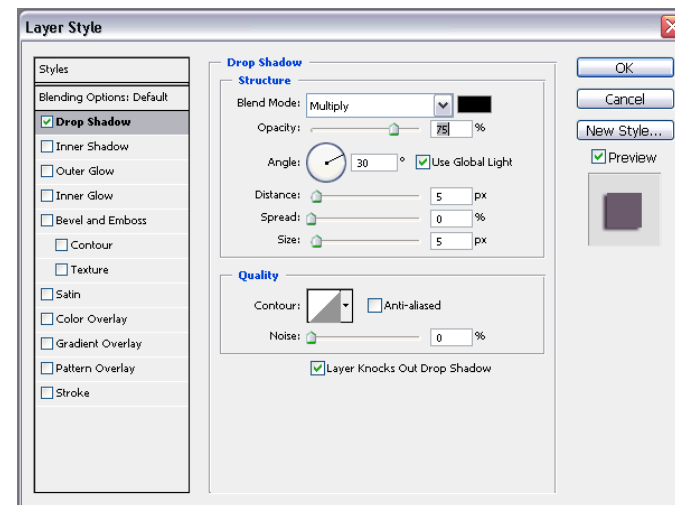 Layer Style
Styles
Blending Options: Default
Drop Shadow
Inner Shadow
Outer Glow
Inner Glow
Bevel and Emboss
Contour
Texture
Satin
Color Overlay
Gradient Overlay
Pattern Overlay
Stroke
Drop Shadow
Structure
Blend Mode: Multiply
Opacity: 75 %
Angle: 30 ° Use Global Light
Distance: 5 px
Spread: 0 %
Size: 5 px
Quality
Contour: Anti-aliased
Noise: 0 %
Layer Knocks Out Drop Shadow
OK
Cancel
New Style...
Preview